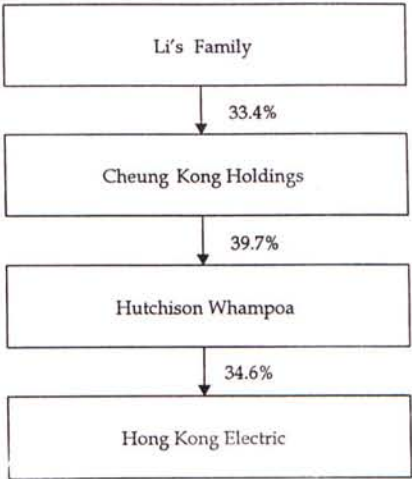 Li's Family
33.4%
Cheung Kong Holdings
39.7%
Hutchison Whampoa
34.6%
Hong Kong Electric